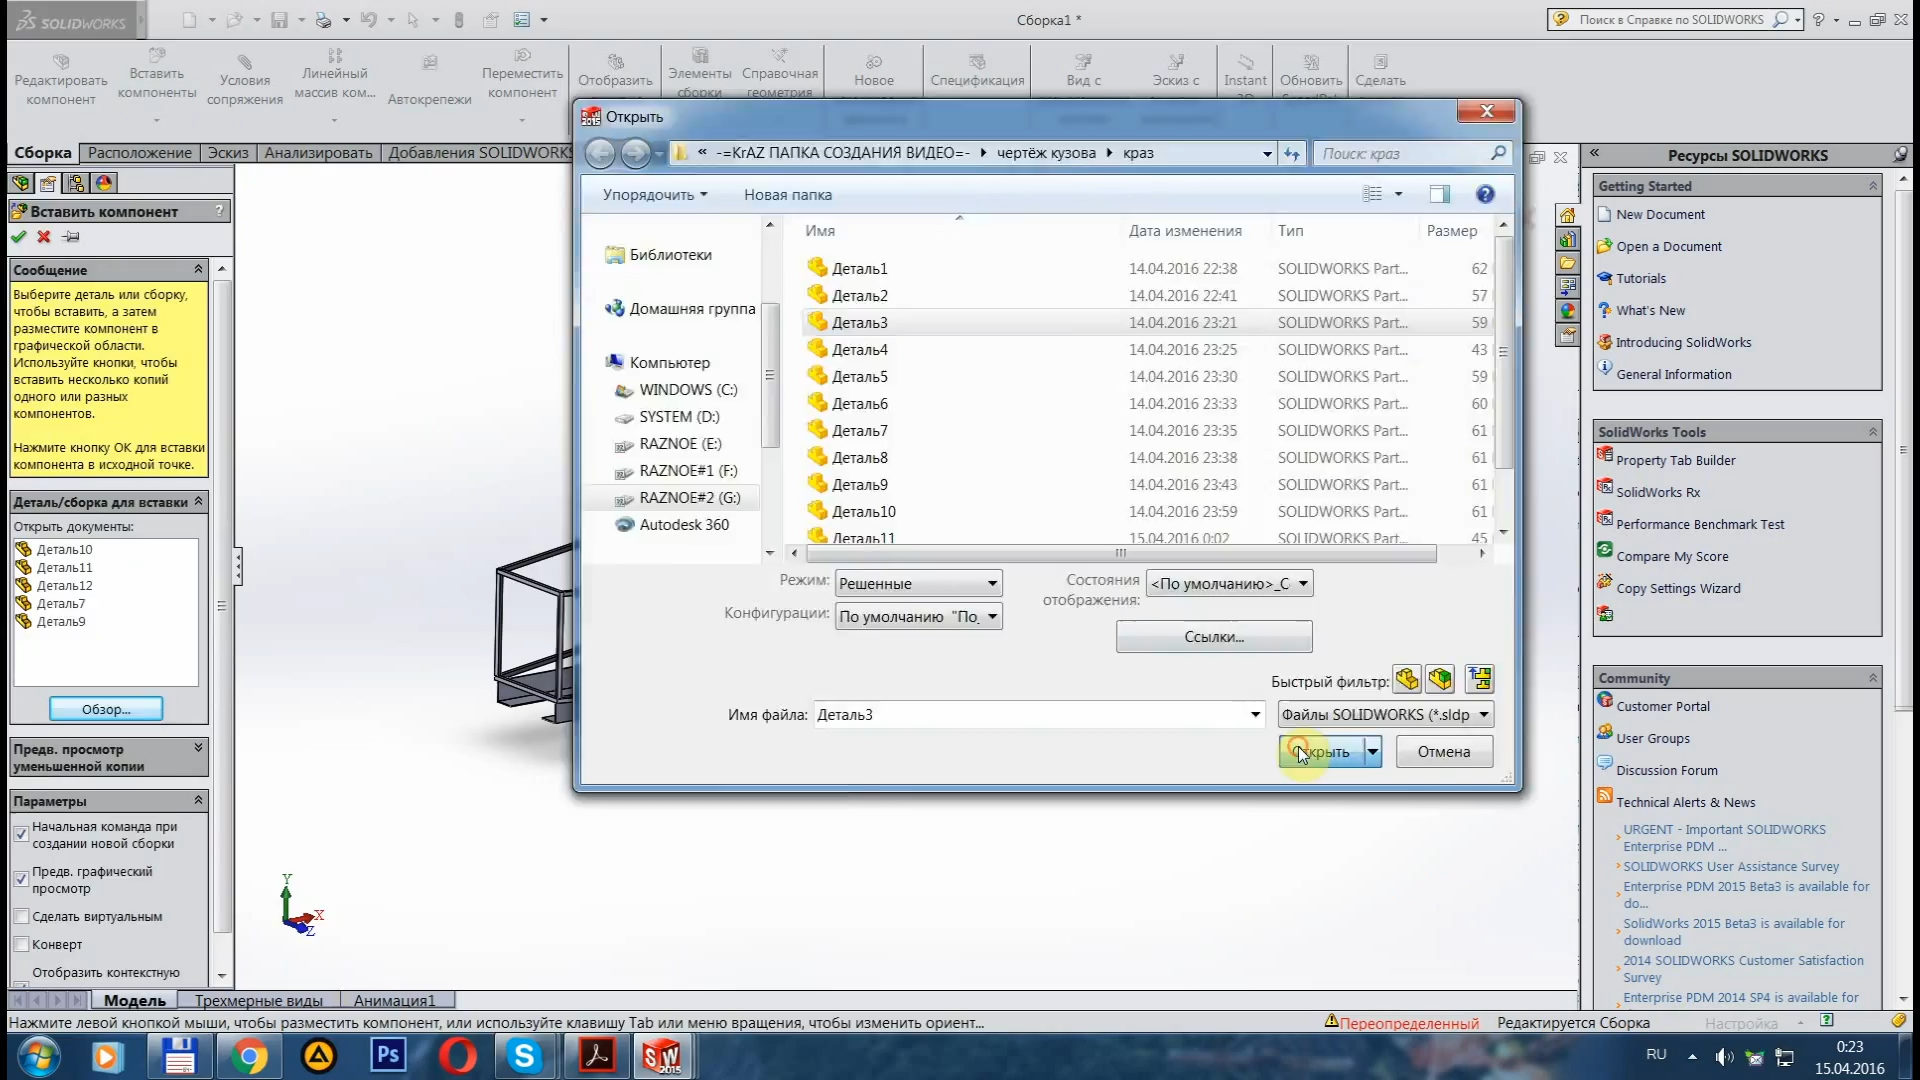 SOLIDWORKS
Сборка1 *
Поиск в Справке по SOLIDWORKS
Редактировать
компонент
Вставить
компоненты
Условия
сопряжения
Линейный
массив ком...
Автокрепежи
Переместить
компонент
Отобразить
Элементы
сборки
Справочная
геометрия
Новое
Спецификация
Вид с
Эскиз с
Instant
Обновить
Сделать
Сборка
Расположение
Эскиз
Анализировать
Добавления SOLIDWORKS
Вставить компонент
Сообщение
Выберите деталь или сборку,
чтобы вставить, а затем
разместите компонент в
графической области.
Используйте кнопки, чтобы
вставить несколько копий
одного или разных
компонентов.
Нажмите кнопку ОК для вставки
компонента в исходной точке.
Деталь/сборка для вставки
Открыть документы:
Деталь10
Деталь11
Деталь12
Деталь7
Деталь9
Обзор...
Предв. просмотр
уменьшенной копии
Параметры
Начальная команда при
создании новой сборки
Предв. графический
просмотр
Сделать виртуальным
Конверт
Отобразить контекстную
Y
X
Z
Открыть
« -=KrAZ ПАПКА СОЗДАНИЯ ВИДЕО=- чертёж кузова краз
Поиск: краз
Упорядочить
Новая папка
Библиотеки
Домашняя группа
Компьютер
WINDOWS (C:)
SYSTEM (D:)
RAZNOE (E:)
RAZNOE#1 (F:)
RAZNOE#2 (G:)
Autodesk 360
Имя Дата изменения Тип Размер
Деталь1 14.04.2016 22:38 SOLIDWORKS Part... 62
Деталь2 14.04.2016 22:41 SOLIDWORKS Part... 57
Деталь3 14.04.2016 23:21 SOLIDWORKS Part... 59
Деталь4 14.04.2016 23:25 SOLIDWORKS Part... 43
Деталь5 14.04.2016 23:30 SOLIDWORKS Part... 59
Деталь6 14.04.2016 23:33 SOLIDWORKS Part... 60
Деталь7 14.04.2016 23:35 SOLIDWORKS Part... 61
Деталь8 14.04.2016 23:38 SOLIDWORKS Part... 61
Деталь9 14.04.2016 23:43 SOLIDWORKS Part... 61
Деталь10 14.04.2016 23:59 SOLIDWORKS Part... 61
Деталь11 15.04.2016 0:02 SOLIDWORKS Part... 45
Режим: Решенные
Состояния
отображения:
<По умолчанию>_С
Конфигурации: По умолчанию "По
Ссылки...
Быстрый фильтр:
Имя файла: Деталь3
Файлы SOLIDWORKS (*.sldp
Открыть
Отмена
Ресурсы SOLIDWORKS
Getting Started
New Document
Open a Document
Tutorials
What's New
Introducing SolidWorks
General Information
SolidWorks Tools
Property Tab Builder
SolidWorks Rx
Performance Benchmark Test
Compare My Score
Copy Settings Wizard
Community
Customer Portal
User Groups
Discussion Forum
Technical Alerts & News
URGENT - Important SOLIDWORKS
Enterprise PDM ...
SOLIDWORKS User Assistance Survey
Enterprise PDM 2015 Beta3 is available for
do...
SolidWorks 2015 Beta3 is available for
download
2014 SOLIDWORKS Customer Satisfaction
Survey
Enterprise PDM 2014 SP4 is available for
Модель
Трехмерные виды
Анимация1
Нажмите левой кнопкой мыши, чтобы разместить компонент, или используйте клавишу Tab или меню вращения, чтобы изменить ориент...
Переопределенный
Редактируется Сборка
Настройка
Ps
SW
2015
RU
0:23
15.04.2016